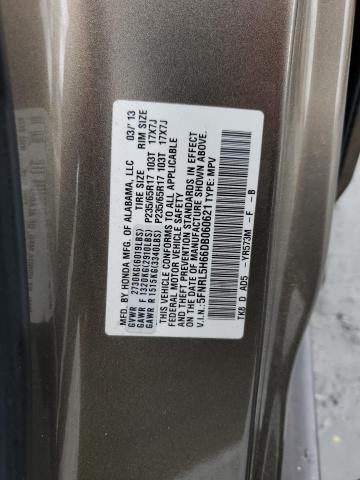 MFD. BY HONDA MFG. OF ALABAMA, LLC 03/'13
GVWR 2730KG(6019LBS) TIRE SIZE RIM SIZE
GAWR F 1320KG(2910LBS) P235/65R17 103T 17X7J
GAWR R 1515KG(3340LBS) P235/65R17 103T 17X7J
THIS VEHICLE CONFORMS TO ALL APPLICABLE
FEDERAL MOTOR VEHICLE SAFETY
AND THEFT PREVENTION STANDARDS IN EFFECT
ON THE DATE OF MANUFACTURE SHOWN ABOVE.
V.I.N: 5FNRL5H66DB060621 TYPE: MPV
TK8 D AD5 -YR573M -F -B